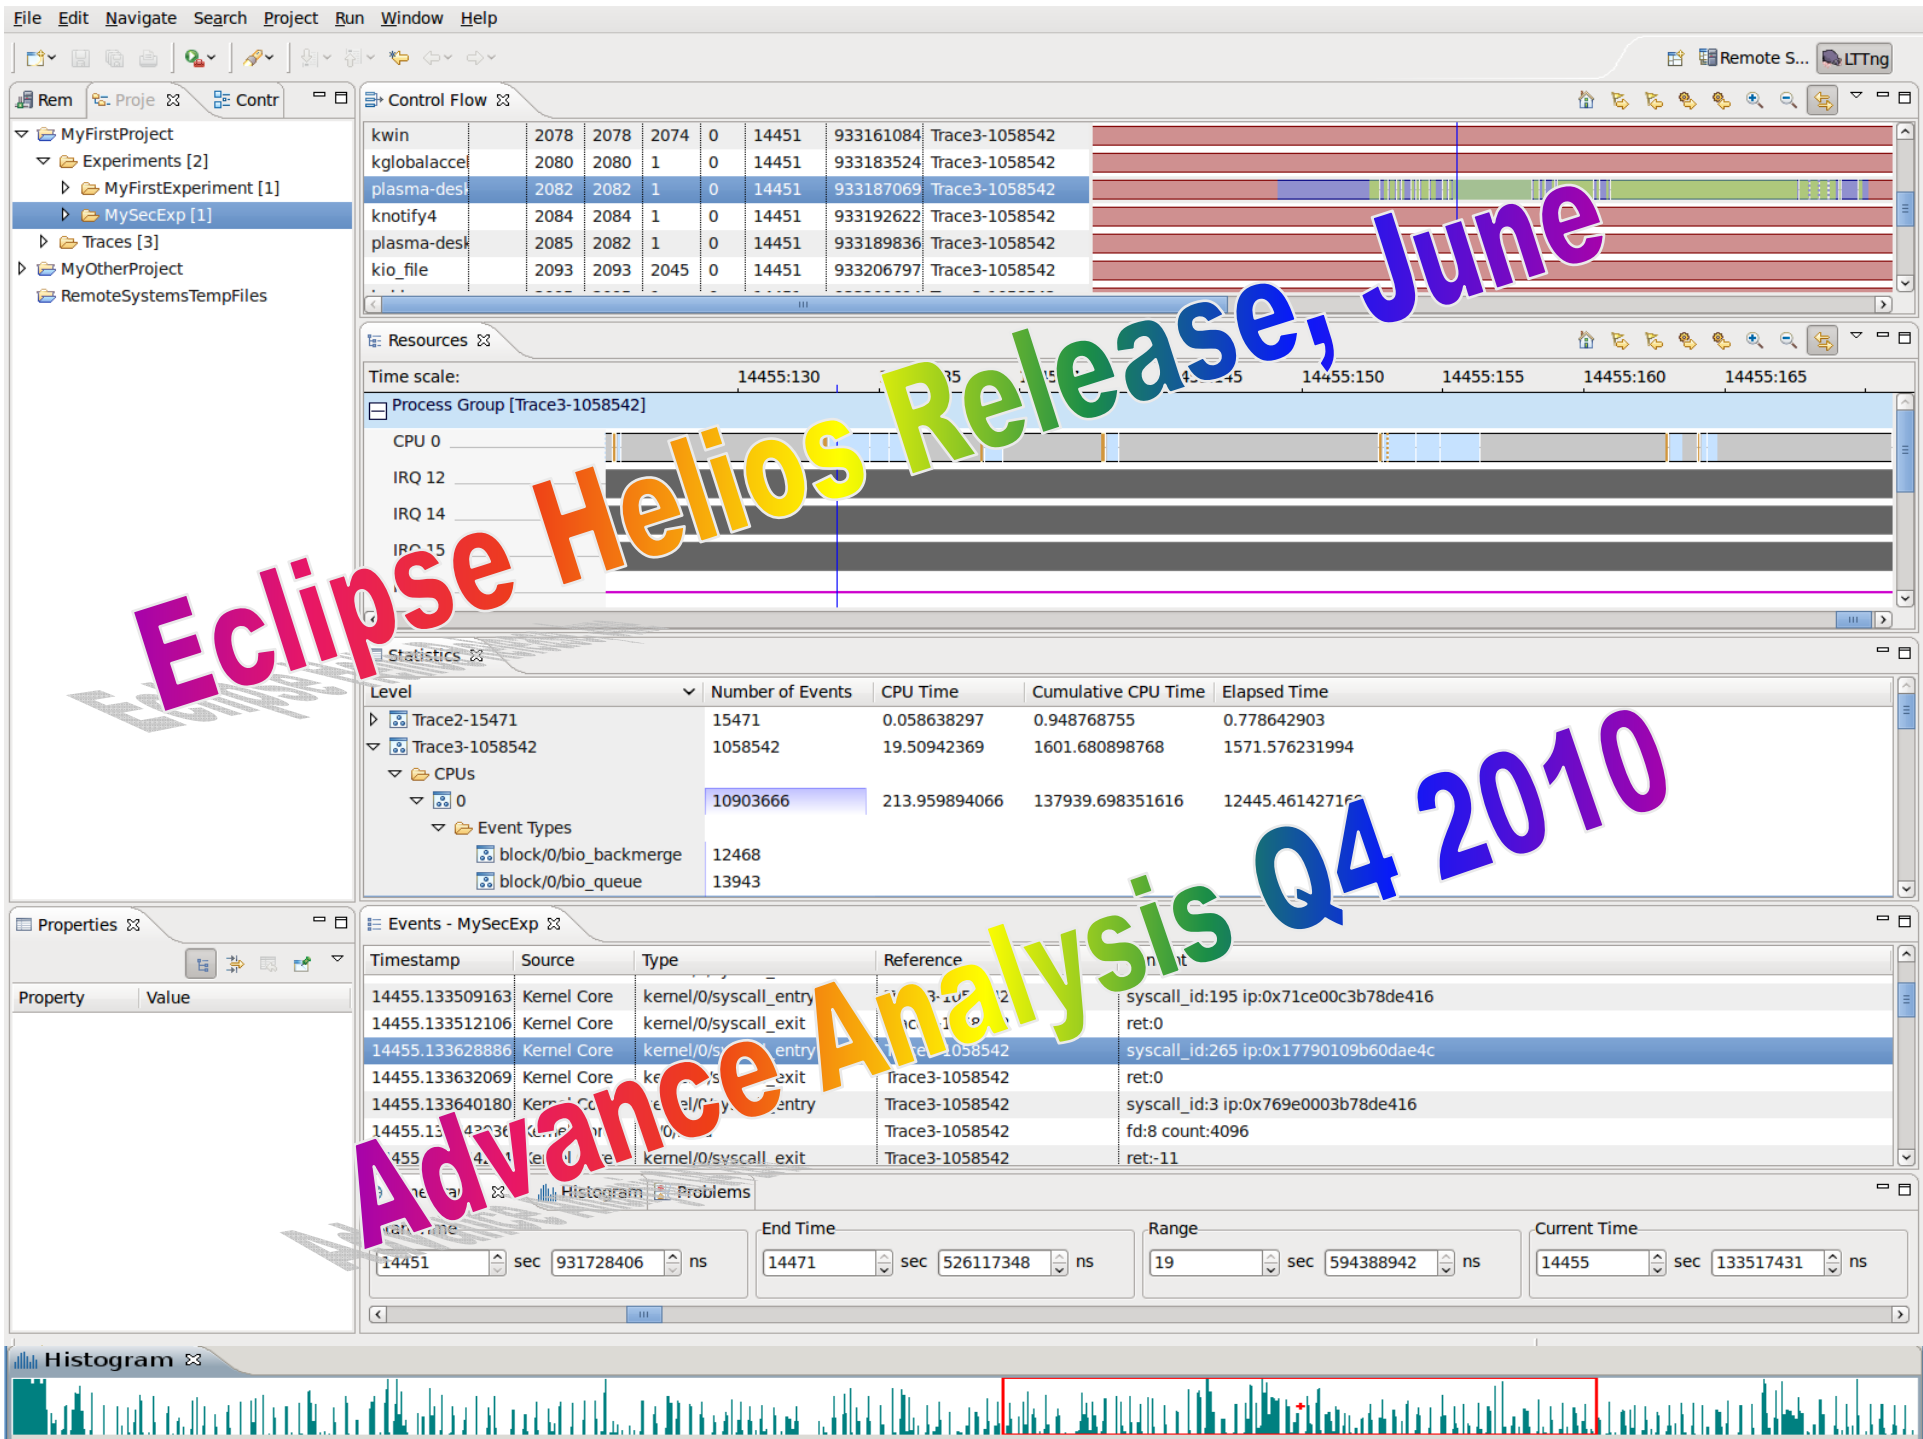 File Edit Navigate Search Project Run Window Help
Remote S... LTTng
Rem Proje Contr
MyFirstProject
Experiments [2]
MyFirstExperiment [1]
MySecExp [1]
Traces [3]
MyOtherProject
RemoteSystemsTempFiles
Control Flow
kwin 2078 2078 2074 0 14451 933161084 Trace3-1058542
kglobalaccel 2080 2080 1 0 14451 933183524 Trace3-1058542
plasma-desk 2082 2082 1 0 14451 933187069 Trace3-1058542
knotify4 2084 2084 1 0 14451 933192622 Trace3-1058542
plasma-desk 2085 2082 1 0 14451 933189836 Trace3-1058542
kio_file 2093 2093 2045 0 14451 933206797 Trace3-1058542
Resources
Time scale: 14455:130 14455:150 14455:155 14455:160 14455:165
Process Group [Trace3-1058542]
CPU 0
IRQ 12
IRQ 14
IRQ 15
Eclipse Helios Release, June
Statistics
Level Number of Events CPU Time Cumulative CPU Time Elapsed Time
Trace2-15471 15471 0.058638297 0.948768755 0.778642903
Trace3-1058542 1058542 19.50942369 1601.680898768 1571.576231994
CPUs
0 10903666 213.959894066 137939.698351616
Event Types
block/0/bio_backmerge 12468
block/0/bio_queue 13943
Advance Analysis Q4 2010
Properties
Property Value
Events - MySecExp
Timestamp Source Type Reference
14455.133509163 Kernel Core kernel/0/syscall_entry syscall_id:195 ip:0x71ce00c3b78de416
14455.133512106 Kernel Core kernel/0/syscall_exit ret:0
14455.133628886 Kernel Core syscall_id:265 ip:0x17790109b60dae4c
14455.133632069 Kernel Core Trace3-1058542 ret:0
14455.133640180 Trace3-1058542 syscall_id:3 ip:0x769e0003b78de416
Trace3-1058542 fd:8 count:4096
kernel/0/syscall_exit Trace3-1058542 ret:-11
Histogram Problems
End Time Range Current Time
14451 sec 931728406 ns 14471 sec 526117348 ns 19 sec 594388942 ns 14455 sec 133517431 ns
Histogram